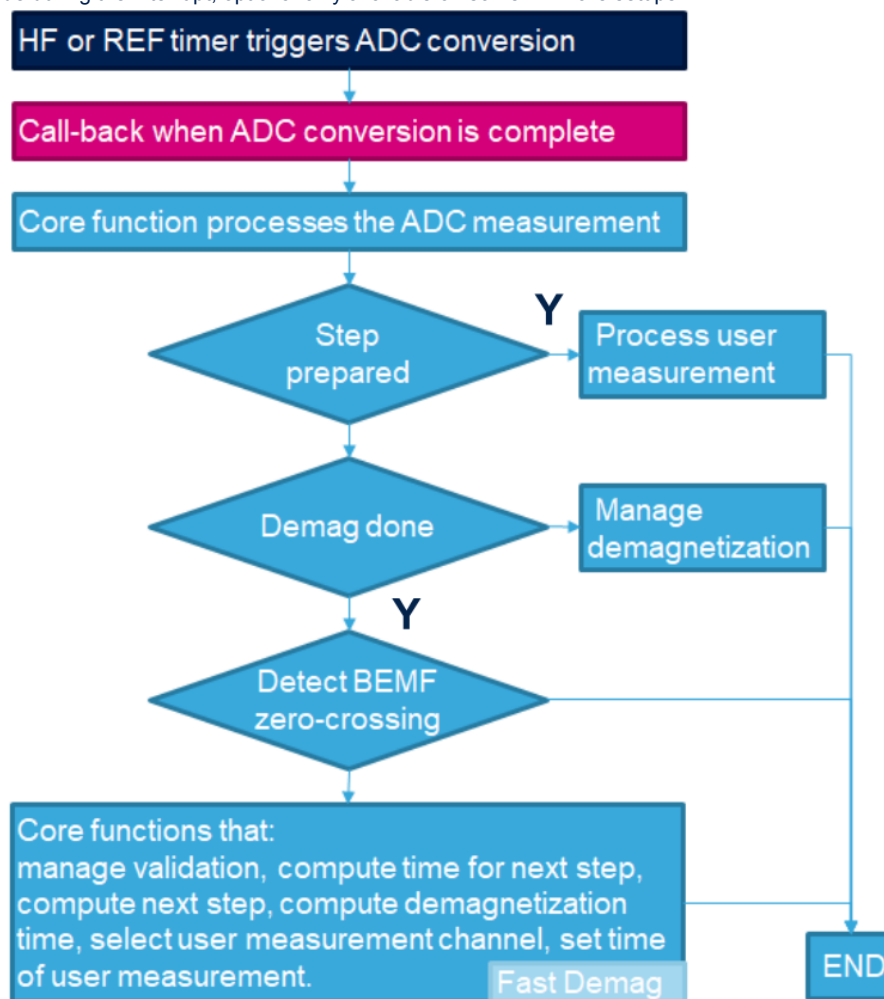 HF or REF timer triggers ADC conversion
Call-back when ADC conversion is complete
Core function processes the ADC measurement
Step
prepared
Y
Process user
measurement
Demag done
Manage
demagnetization
Y
Detect BEMF
zero-crossing
Core functions that:
manage validation, compute time for next step,
compute next step, compute demagnetization
time, select user measurement channel, set time
of user measurement.
Fast Demag
END